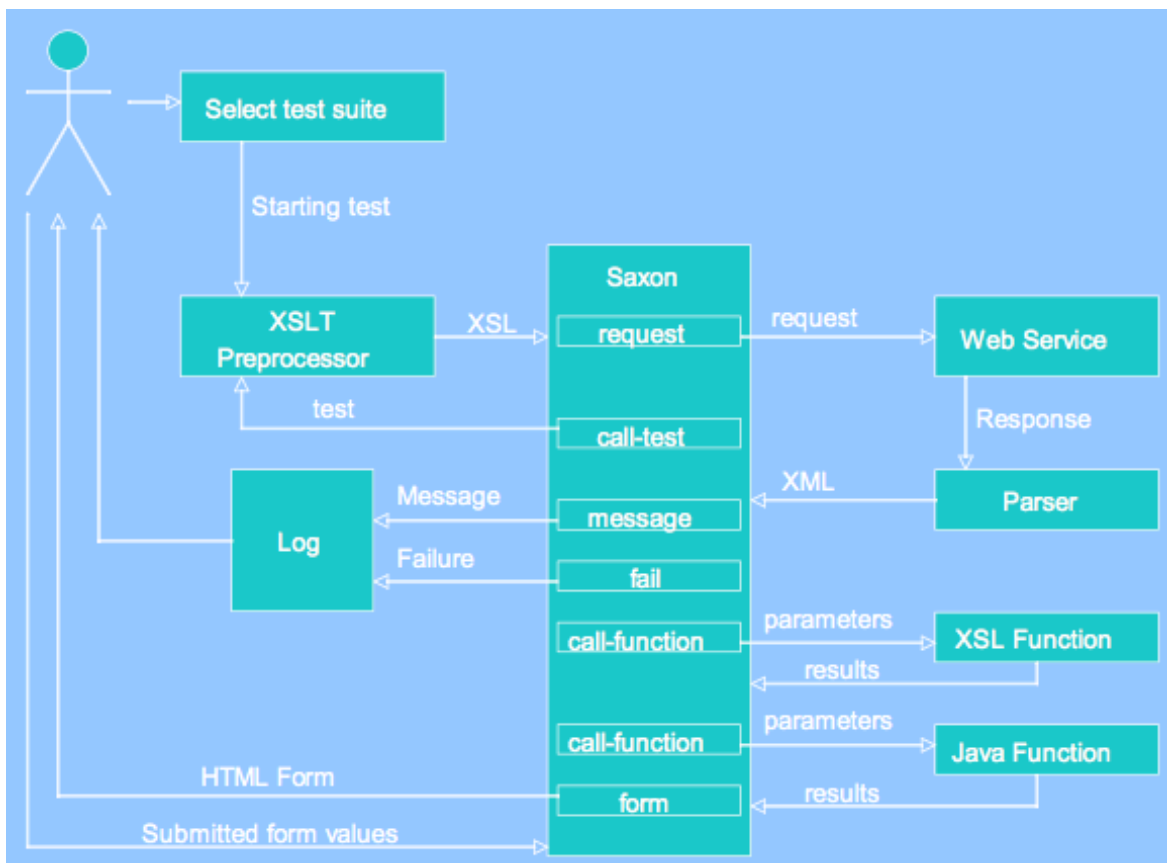 Select test suite
Starting test
Saxon
XSLT
Preprocessor
XSL
request
request
Web Service
test
call-test
Response
XML
Parser
Message
message
Log
Failure
fail
call-function
parameters
XSL Function
results
call-function
parameters
Java Function
HTML Form
form
results
Submitted form values